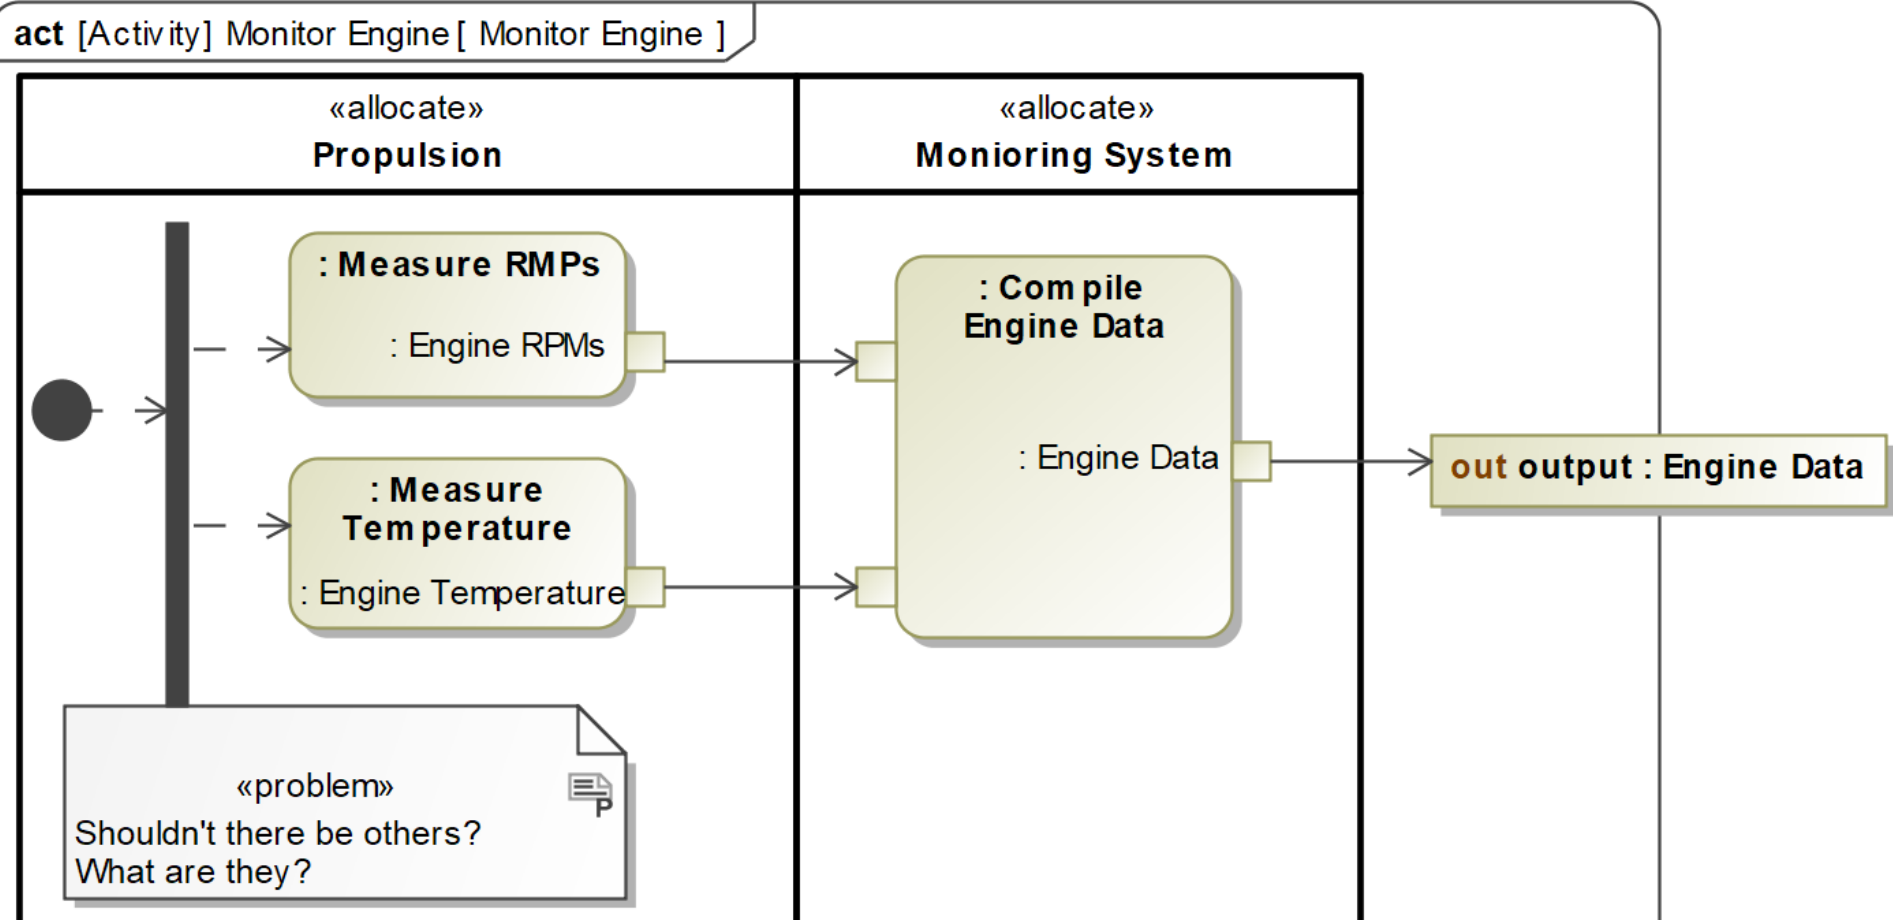 act [Activity] Monitor Engine [ Monitor Engine ]
«allocate»
Propulsion
«allocate»
Monioring System
: Measure RMPs
: Engine RPMs
: Measure
Temperature
: Engine Temperature
: Compile
Engine Data
: Engine Data
out output : Engine Data
«problem»
P
Shouldn't there be others?
What are they?